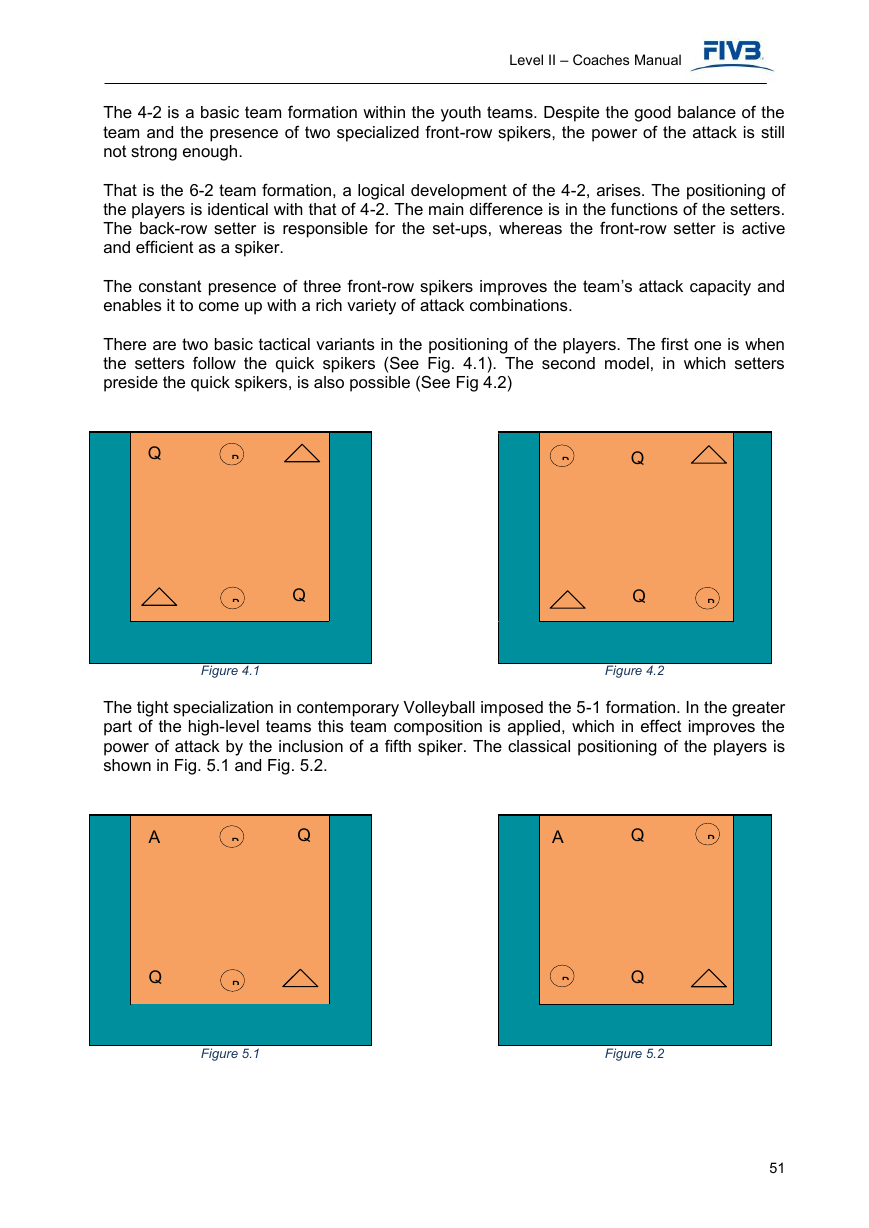 Level II – Coaches Manual
FIVB
The 4-2 is a basic team formation within the youth teams. Despite the good balance of the
team and the presence of two specialized front-row spikers, the power of the attack is still
not strong enough.
That is the 6-2 team formation, a logical development of the 4-2, arises. The positioning of
the players is identical with that of 4-2. The main difference is in the functions of the setters.
The back-row setter is responsible for the set-ups, whereas the front-row setter is active
and efficient as a spiker.
The constant presence of three front-row spikers improves the team’s attack capacity and
enables it to come up with a rich variety of attack combinations.
There are two basic tactical variants in the positioning of the players. The first one is when
the setters follow the quick spikers (See Fig. 4.1). The second model, in which setters
preside the quick spikers, is also possible (See Fig 4.2)
Q
Q
Figure 4.1
Q
Q
Figure 4.2
The tight specialization in contemporary Volleyball imposed the 5-1 formation. In the greater
part of the high-level teams this team composition is applied, which in effect improves the
power of attack by the inclusion of a fifth spiker. The classical positioning of the players is
shown in Fig. 5.1 and Fig. 5.2.
A Q
Q
Figure 5.1
A Q
Q
Figure 5.2
51